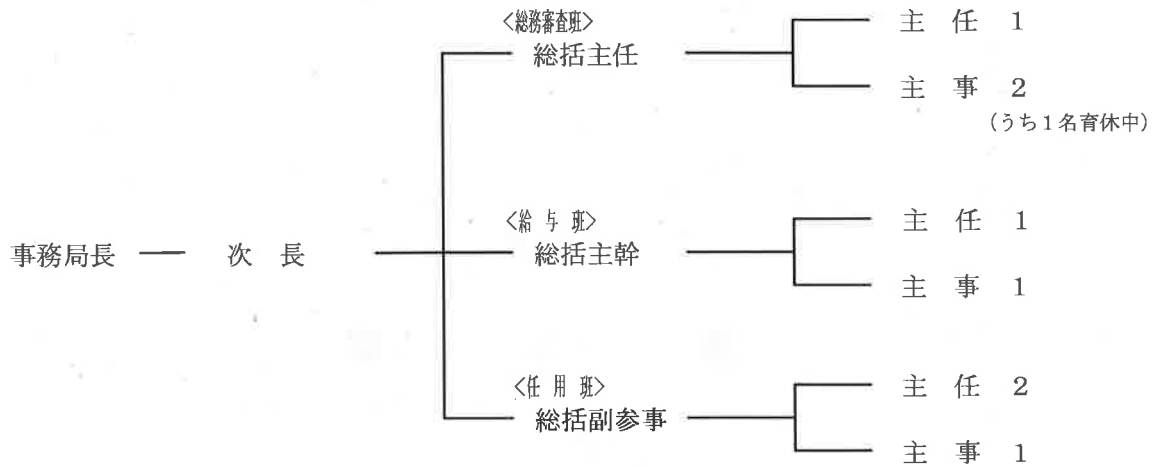 <総務審査班>
総括主任
主 任 1
主 事 2
(うち1名育休中)
事務局長 ― 次 長
<給 与 班>
総括主幹
主 任 1
主 事 1
<任 用 班>
総括副参事
主 任 2
主 事 1